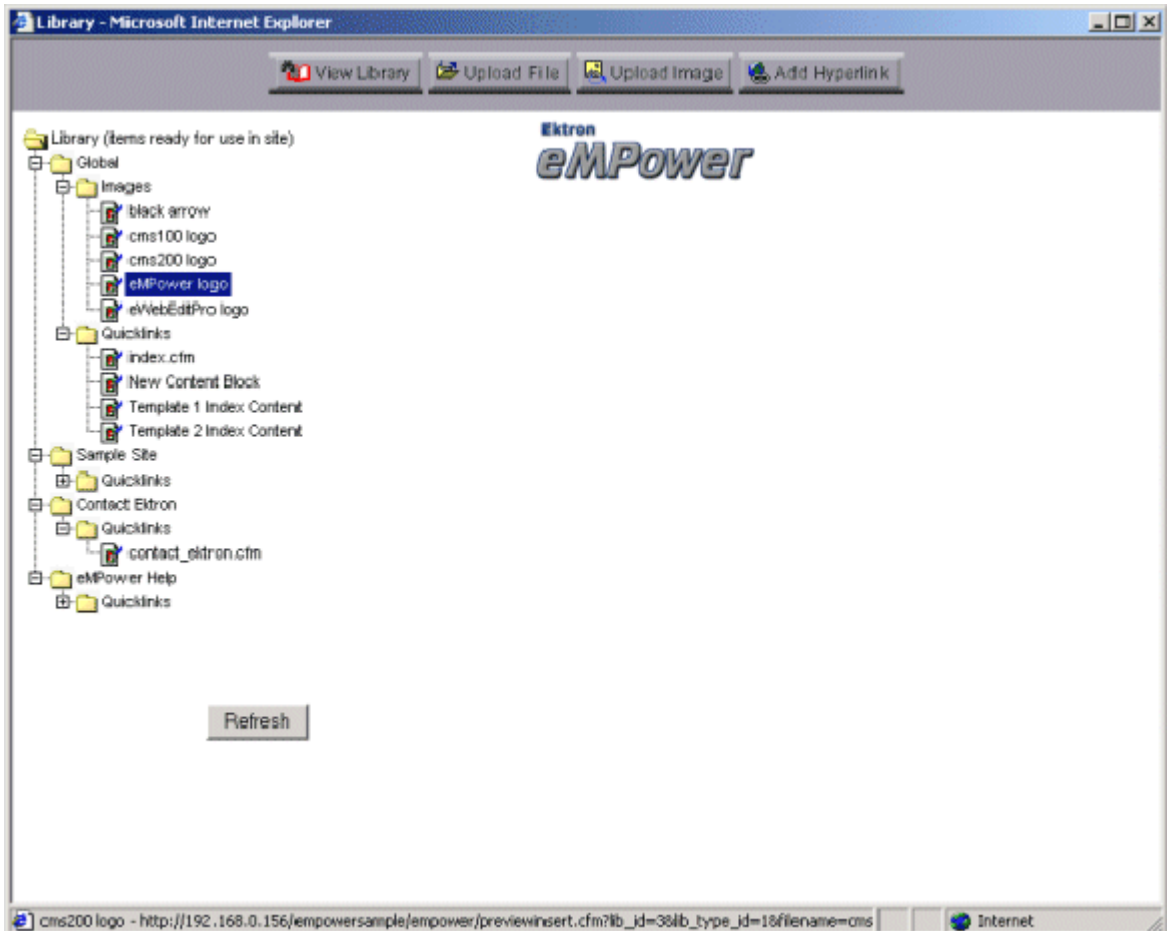 Library - Microsoft Internet Explorer
View Library Upload File Upload Image Add Hyperlink
Ektron
eMPower
Library (items ready for use in site)
Global
Images
black arrow
cms100 logo
cms200 logo
eMPower logo
eWebEditPro logo
Quicklinks
index.cfm
New Content Block
Template 1 Index Content
Template 2 Index Content
Sample Site
Quicklinks
Contact Ektron
Quicklinks
contact_ektron.cfm
eMPower Help
Quicklinks
Refresh
cms200 logo - http://192.168.0.156/empowersample/empower/previewinsert.cfm?lib_id=3&lib_type_id=1&filename=cms Internet